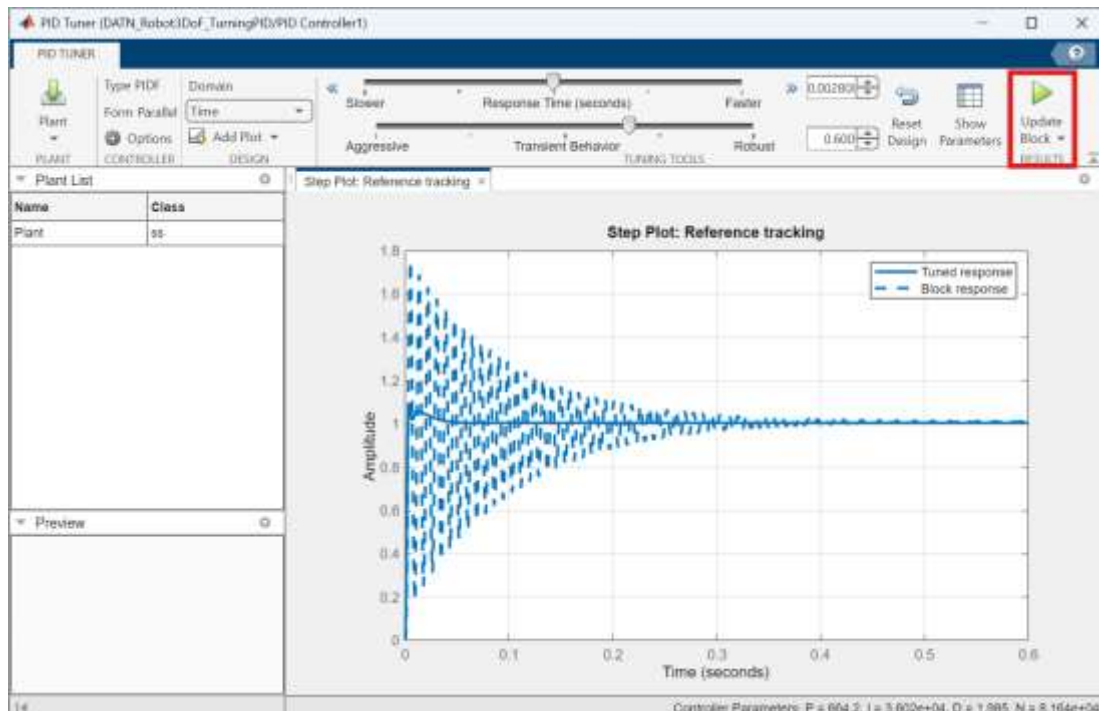 PID Tuner (DATN_Robot3Dof_TurningPID/PID Controller1)
PID TUNER
Plant
PLANT
Type PIDF
Form Parallel
Options
CONTROLLER
Domain
Time
Add Plot
DESIGN
Slower
Response Time (seconds)
Faster
0.00280
Aggressive
Transient Behavior
Robust
0.600
TUNING TOOLS
Reset
Design
Show
Parameters
Update
Block
RESULTS
Plant List
Name Class
Plant ss
Preview
Step Plot: Reference tracking
Step Plot: Reference tracking
Tuned response
Block response
Amplitude
1.8
1.6
1.4
1.2
1
0.8
0.6
0.4
0.2
0
0 0.1 0.2 0.3 0.4 0.5 0.6
Time (seconds)
Controller Parameters: P = 664.2, I = 3.602e+04, D = 1.985, N = 8.164e+04